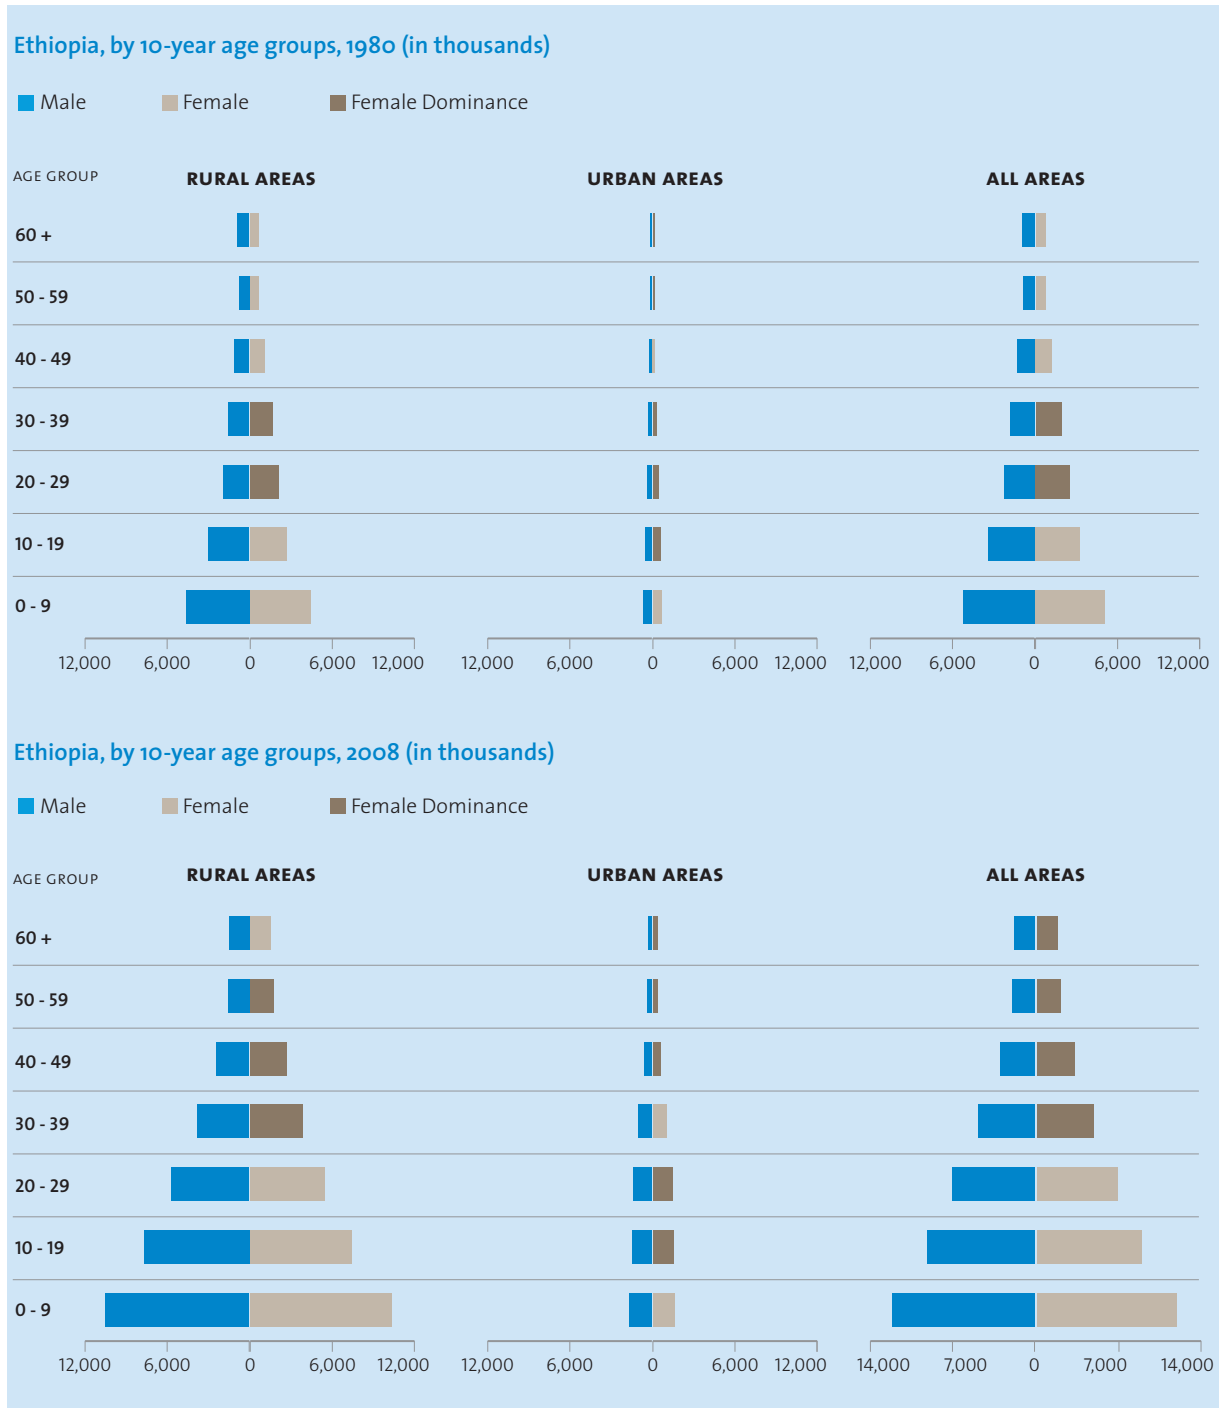 Ethiopia, by 10-year age groups, 1980 (in thousands)
Male Female Female Dominance
AGE GROUP RURAL AREAS URBAN AREAS ALL AREAS
60 +
50 - 59
40 - 49
30 - 39
20 - 29
10 - 19
0 - 9
12,000 6,000 0 6,000 12,000 12,000 6,000 0 6,000 12,000 12,000 6,000 0 6,000 12,000
Ethiopia, by 10-year age groups, 2008 (in thousands)
Male Female Female Dominance
AGE GROUP RURAL AREAS URBAN AREAS ALL AREAS
60 +
50 - 59
40 - 49
30 - 39
20 - 29
10 - 19
0 - 9
12,000 6,000 0 6,000 12,000 12,000 6,000 0 6,000 12,000 14,000 7,000 0 7,000 14,000